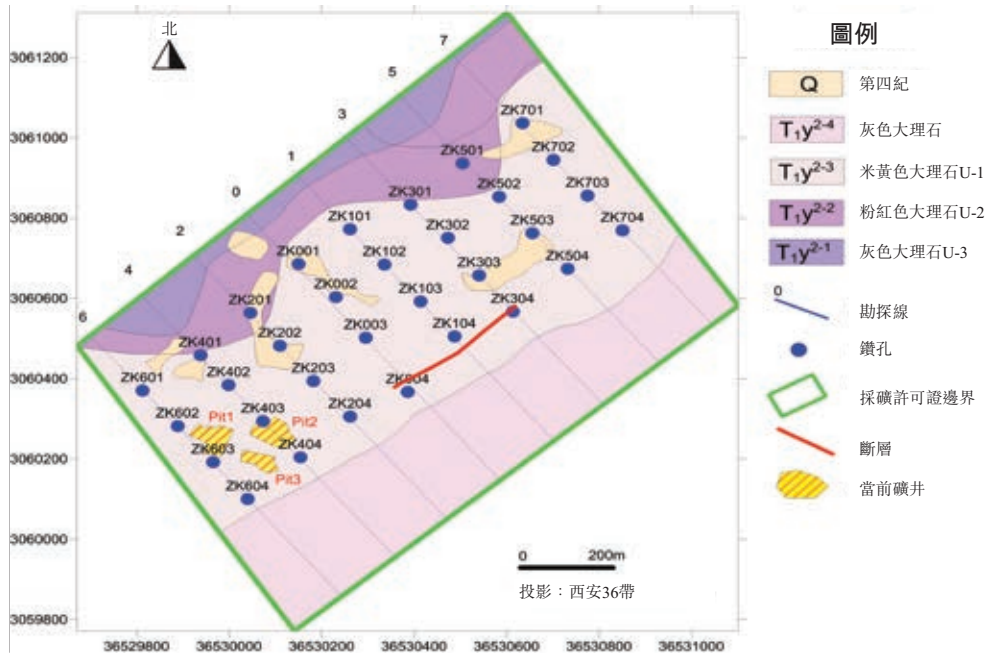 北
圖例
7
5
3
1
0
2
4
6
3061200
3061000
3060800
3060600
3060400
3060200
3060000
3059800
ZK701
ZK702
ZK703
ZK704
ZK501
ZK502
ZK503
ZK504
ZK301
ZK302
ZK303
ZK304
ZK101
ZK102
ZK103
ZK104
ZK001
ZK002
ZK003
ZK004
ZK201
ZK202
ZK203
ZK204
ZK401
ZK402
ZK403
ZK404
ZK601
ZK602
ZK603
ZK604
Pit1
Pit2
Pit3
Q 第四紀
T₁y²⁻⁴ 灰色大理石
T₁y²⁻³ 米黃色大理石U-1
T₁y²⁻² 粉紅色大理石U-2
T₁y²⁻¹ 灰色大理石U-3
0 勘探線
鑽孔
採礦許可證邊界
斷層
當前礦井
0 200m
投影：西安36帶
36529800 36530000 36530200 36530400 36530600 36530800 36531000